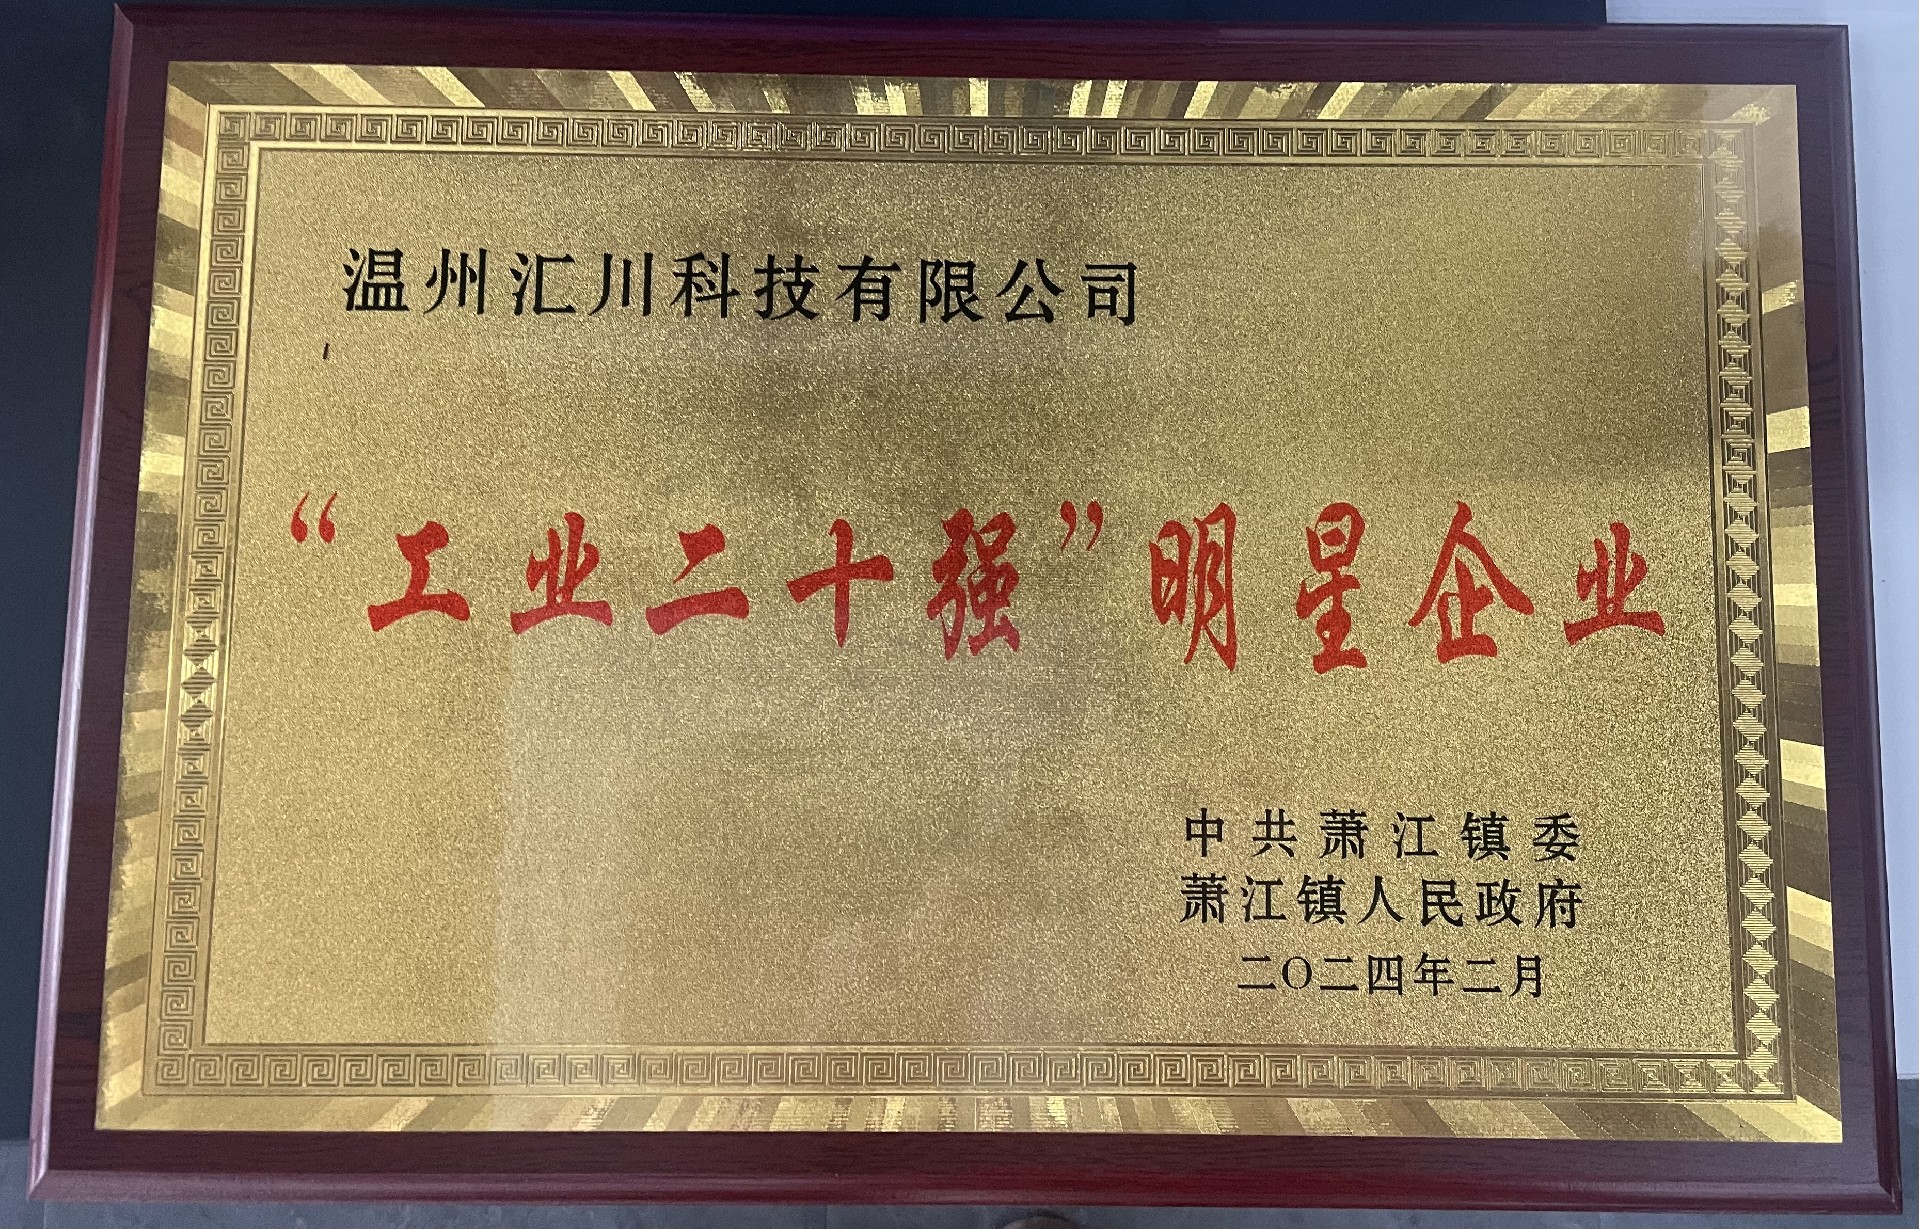 温州汇川科技有限公司
“工业二十强”明星企业
中共萧江镇委
萧江镇人民政府
二〇二四年二月